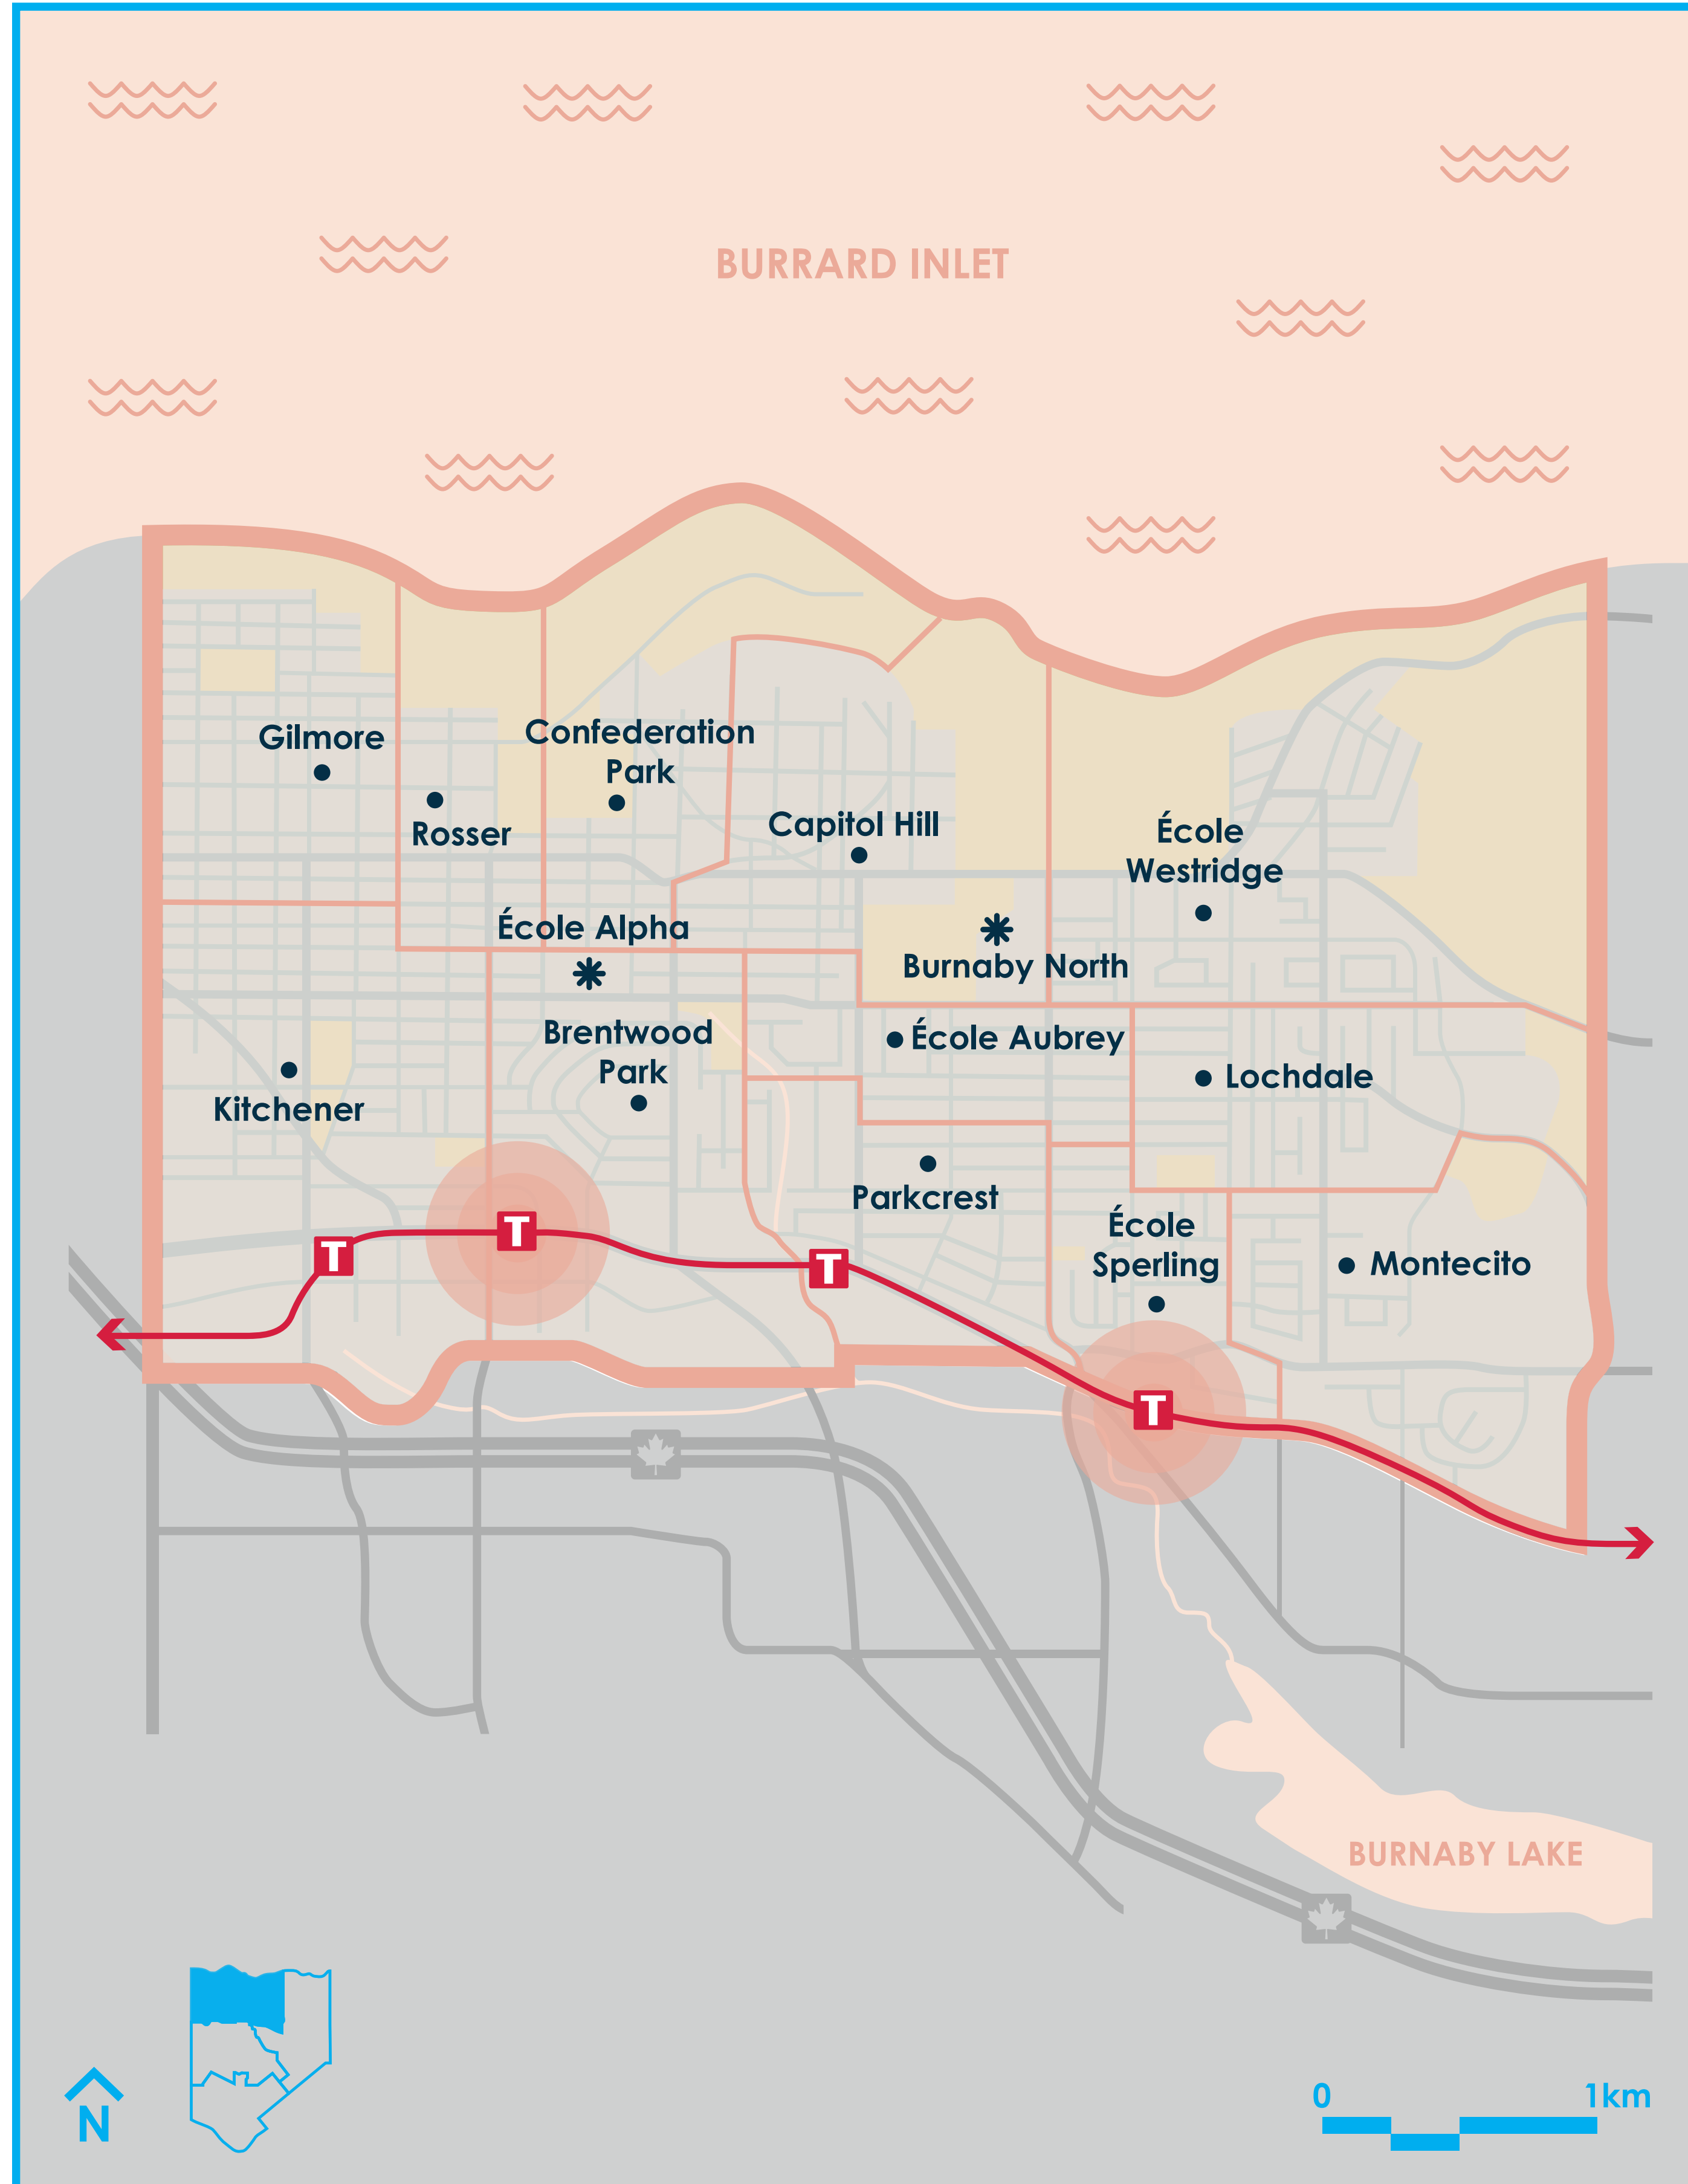 BURRARD INLET
Gilmore
Confederation
Park
Rosser
Capitol Hill
École
Westridge
École Alpha
Burnaby North
Brentwood
Park
École Aubrey
Lochdale
Kitchener
Parkcrest
École
Sperling
Montecito
T
T
T
T
BURNABY LAKE
N
0
1km